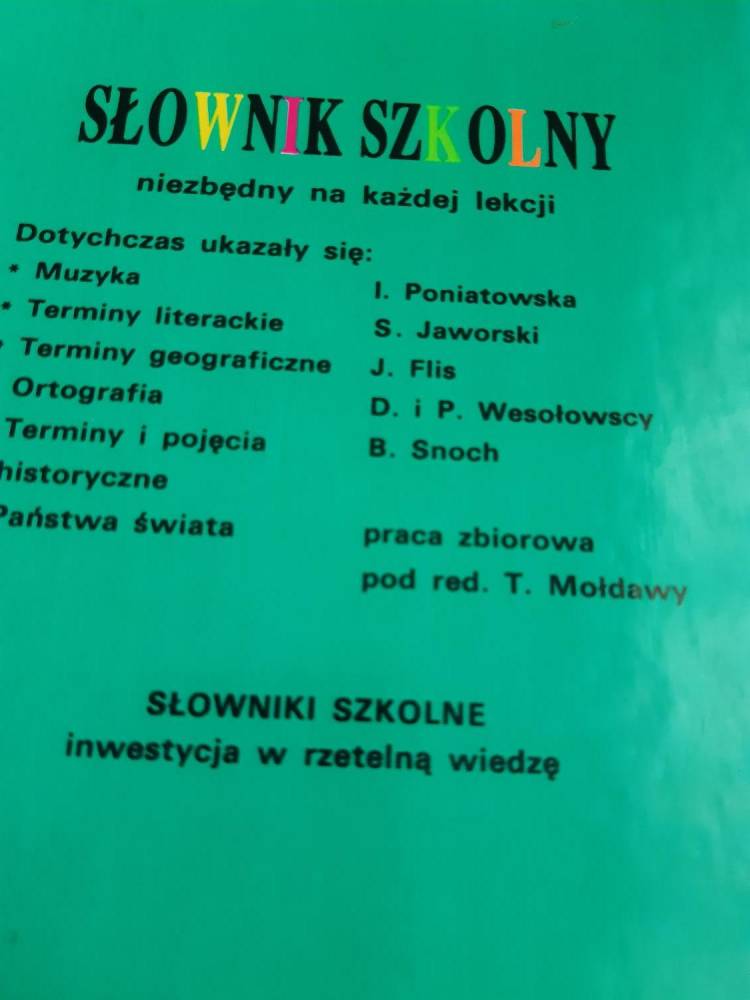 SŁOWNIK SZKOLNY
niezbędny na każdej lekcji
Dotychczas ukazały się:
* Muzyka I. Poniatowska
* Terminy literackie S. Jaworski
* Terminy geograficzne J. Flis
Ortografia D. i P. Wesołowscy
Terminy i pojęcia B. Snoch
historyczne
Państwa świata praca zbiorowa
pod red. T. Mołdawy
SŁOWNIKI SZKOLNE
inwestycja w rzetelną wiedzę